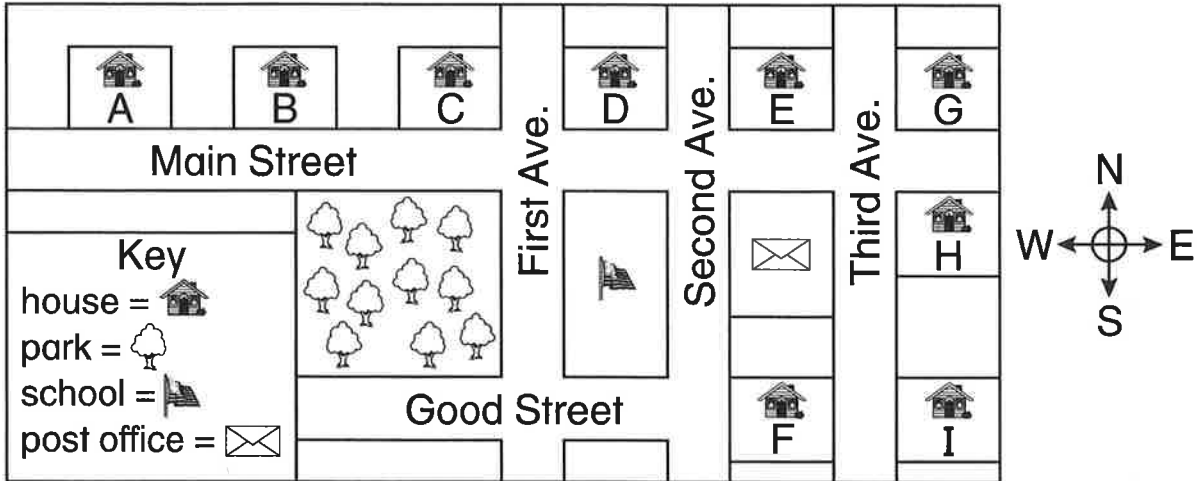 A B C D E G
Main Street
First Ave.
Second Ave.
Third Ave.
Key
house =
park =
school =
post office =
H
Good Street
F I
N
W E
S